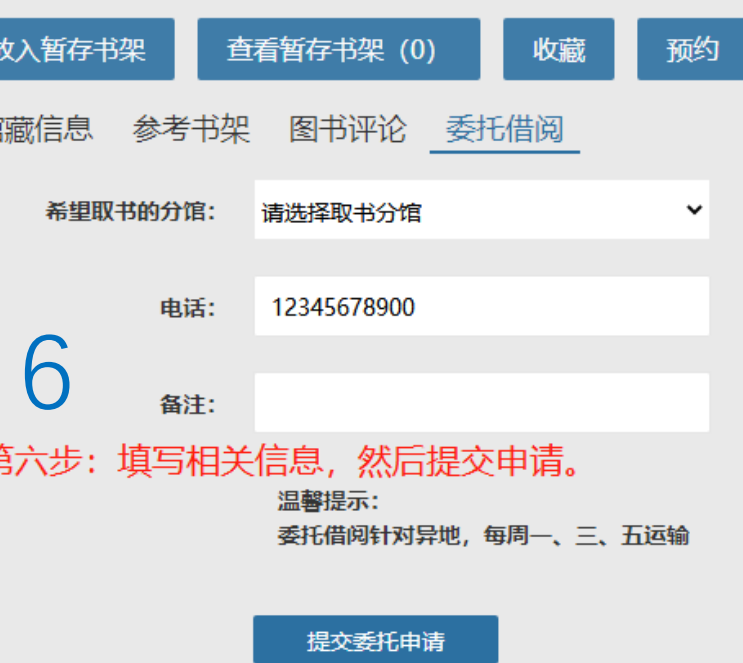 放入暂存书架 查看暂存书架（0） 收藏 预约
馆藏信息 参考书架 图书评论 委托借阅
希望取书的分馆： 请选择取书分馆
电话： 12345678900
6
备注：
第六步：填写相关信息，然后提交申请。
温馨提示：
委托借阅针对异地，每周一、三、五运输
提交委托申请